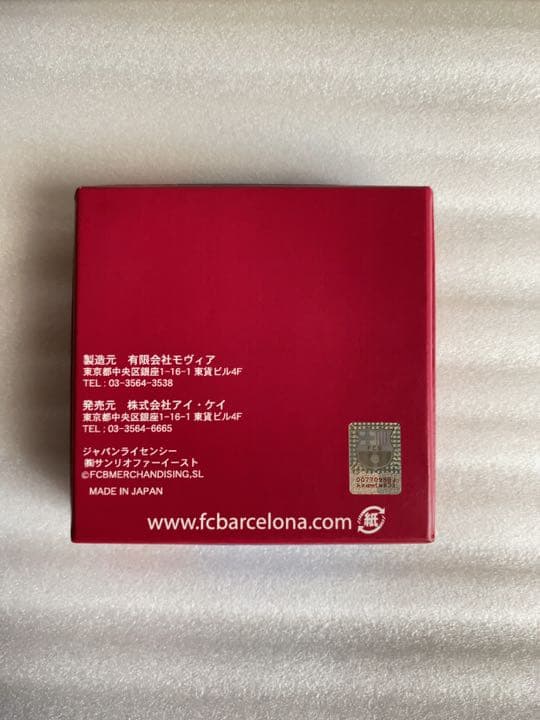 製造元　有限会社モヴィア
東京都中央区銀座1-16-1 東貨ビル4F
TEL : 03-3564-3538
発売元　株式会社アイ・ケイ
東京都中央区銀座1-16-1 東貨ビル4F
TEL : 03-3564-6665
ジャパンライセンシー
㈱サンリオファーイースト
©FCBMERCHANDISING,SL
MADE IN JAPAN
www.fcbarcelona.com 紙